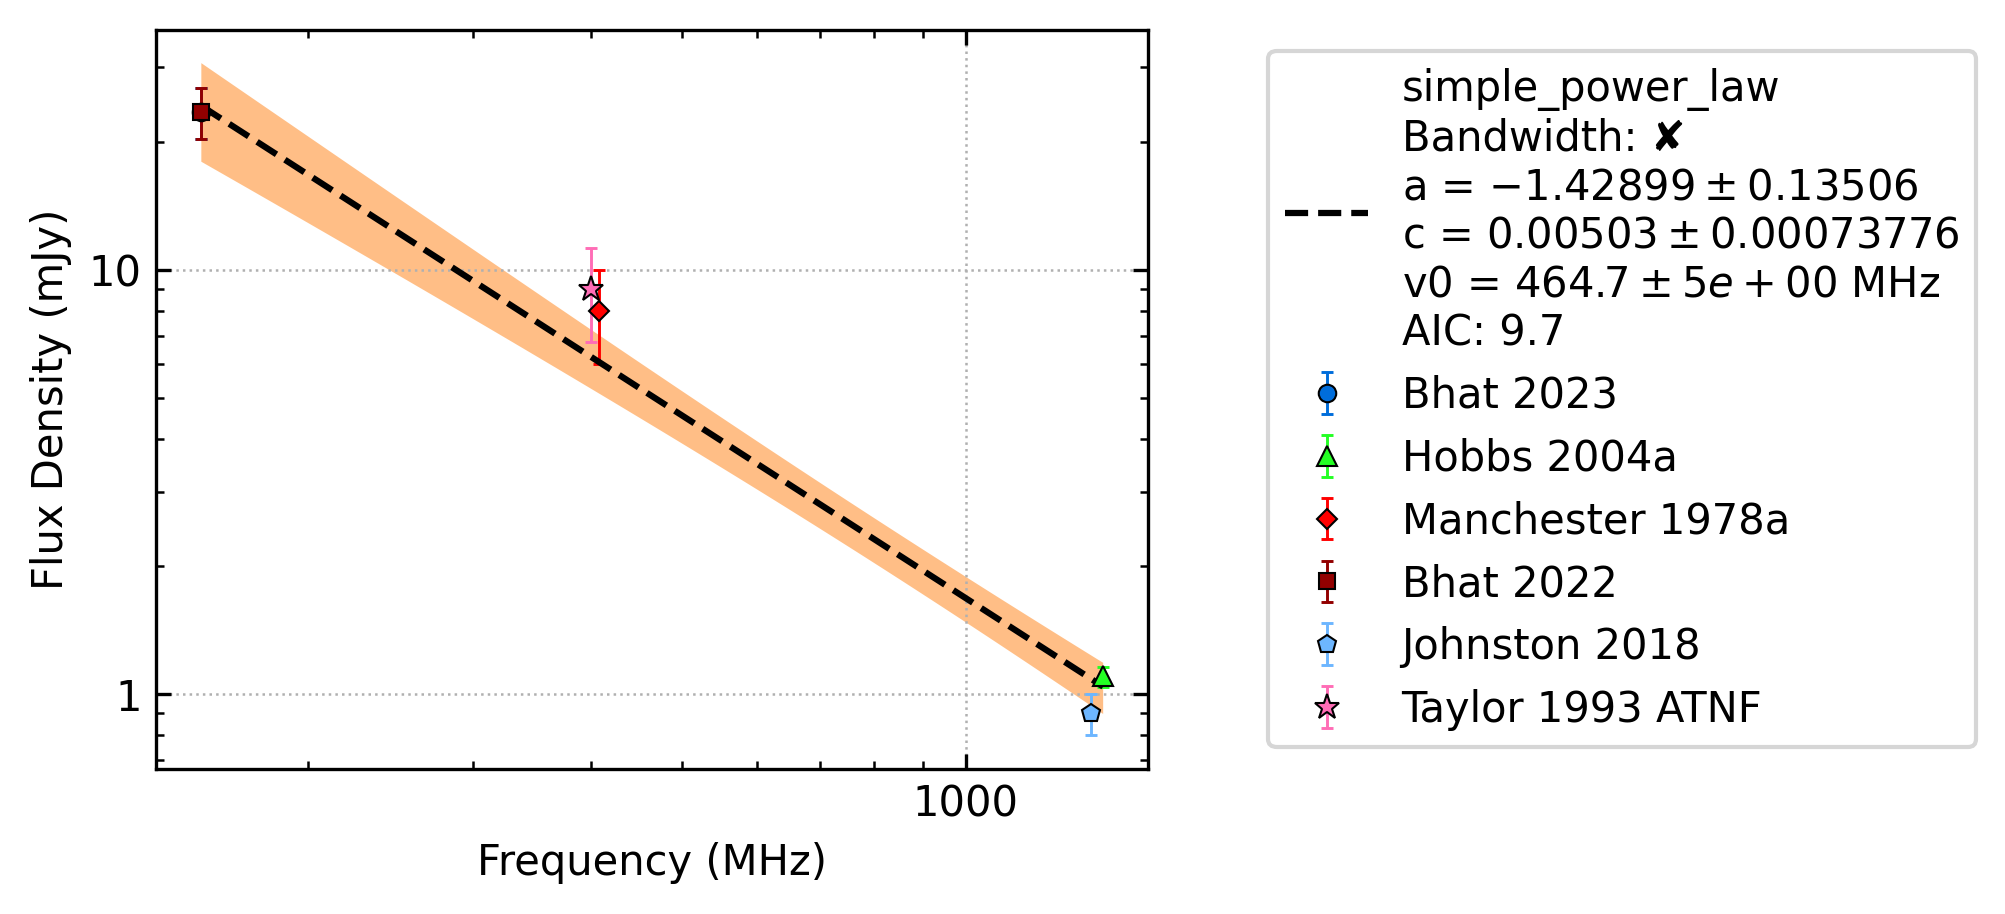 10
1
Flux Density (mJy)
1000
Frequency (MHz)
simple_power_law
Bandwidth: ✘
a = −1.42899 ± 0.13506
c = 0.00503 ± 0.00073776
v0 = 464.7 ± 5e + 00 MHz
AIC: 9.7
Bhat 2023
Hobbs 2004a
Manchester 1978a
Bhat 2022
Johnston 2018
Taylor 1993 ATNF